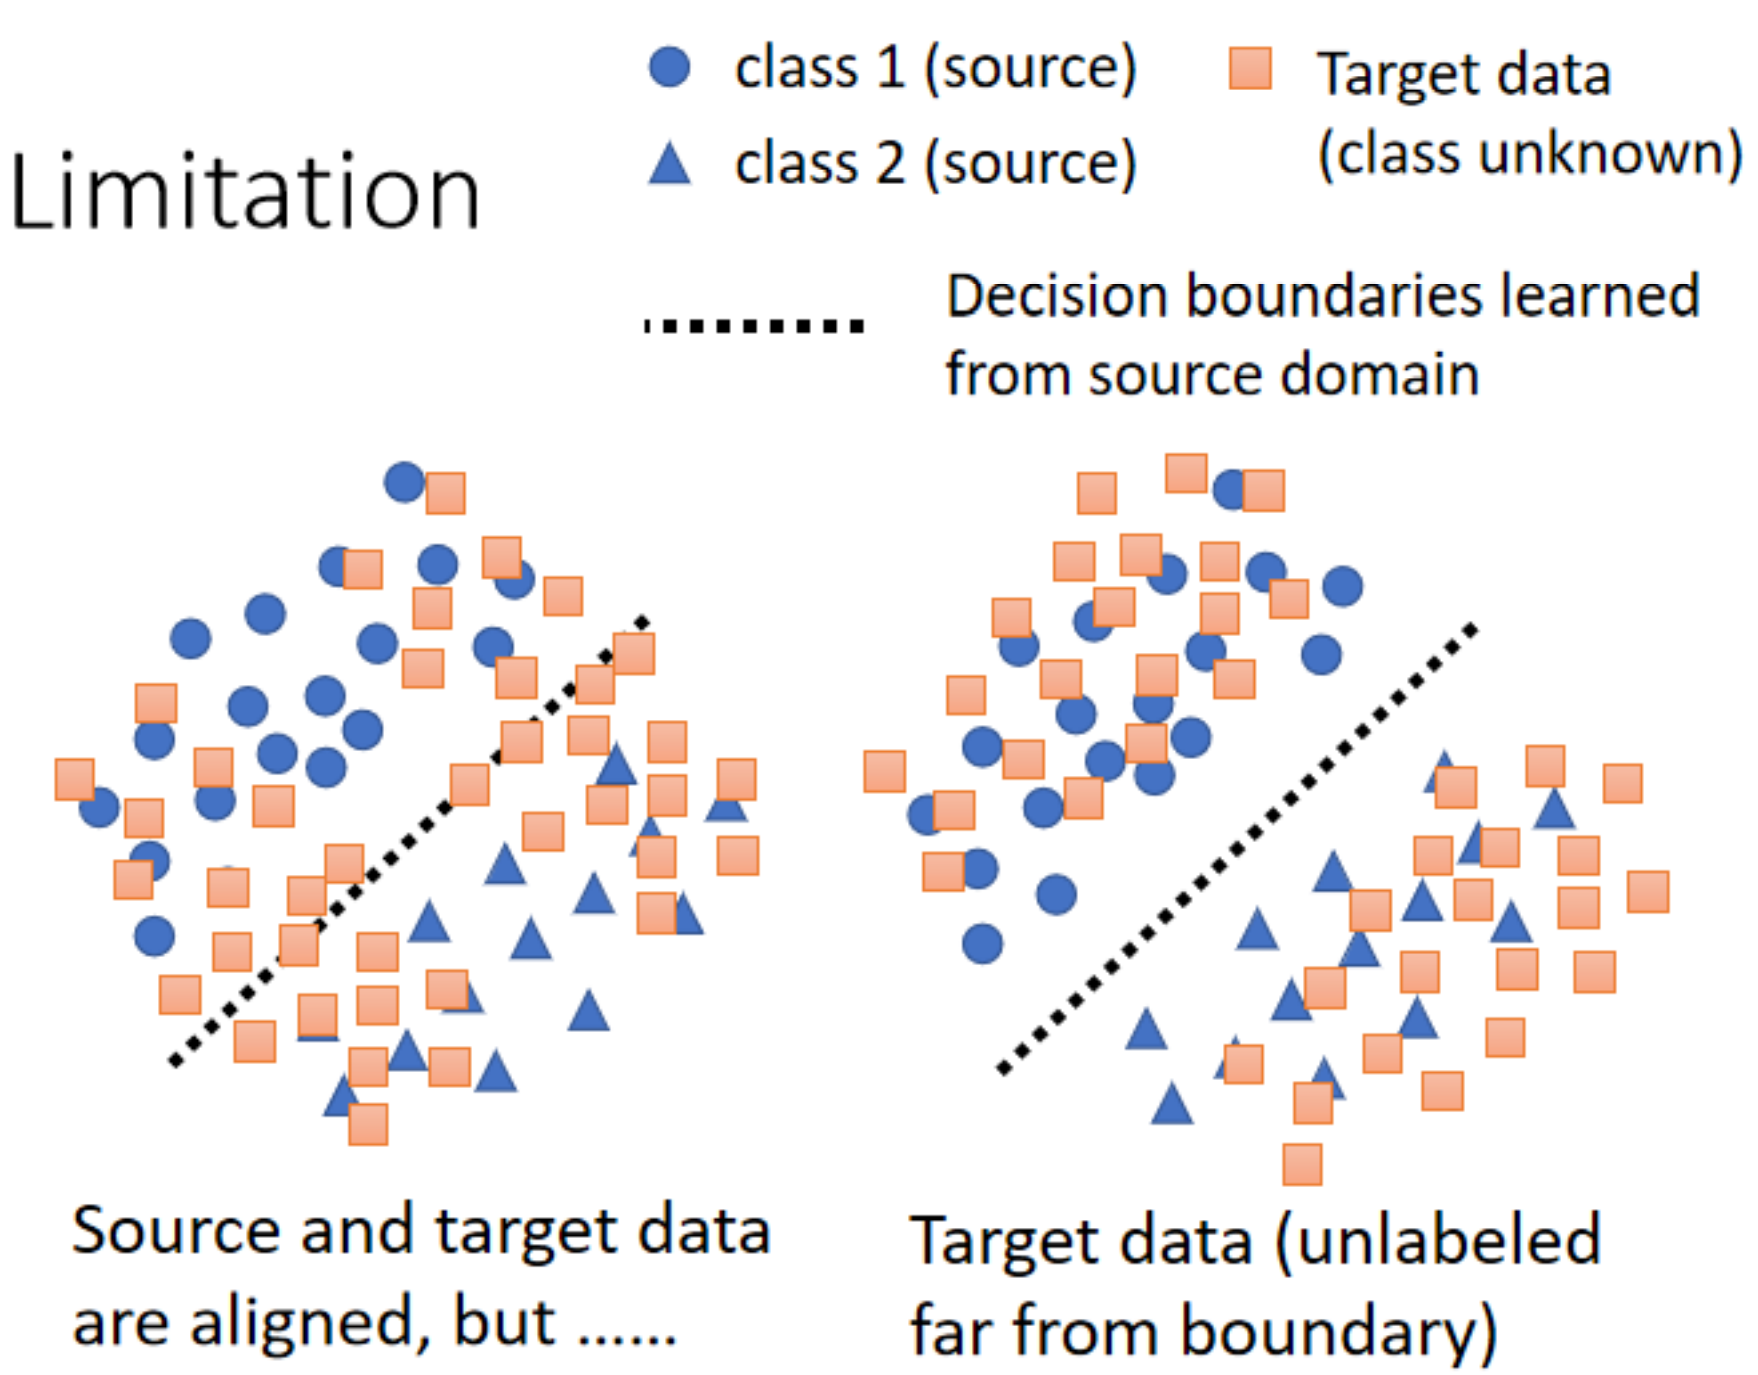 Limitation
class 1 (source)
class 2 (source)
Target data
(class unknown)
Decision boundaries learned
from source domain
Source and target data
are aligned, but ……
Target data (unlabeled
far from boundary)